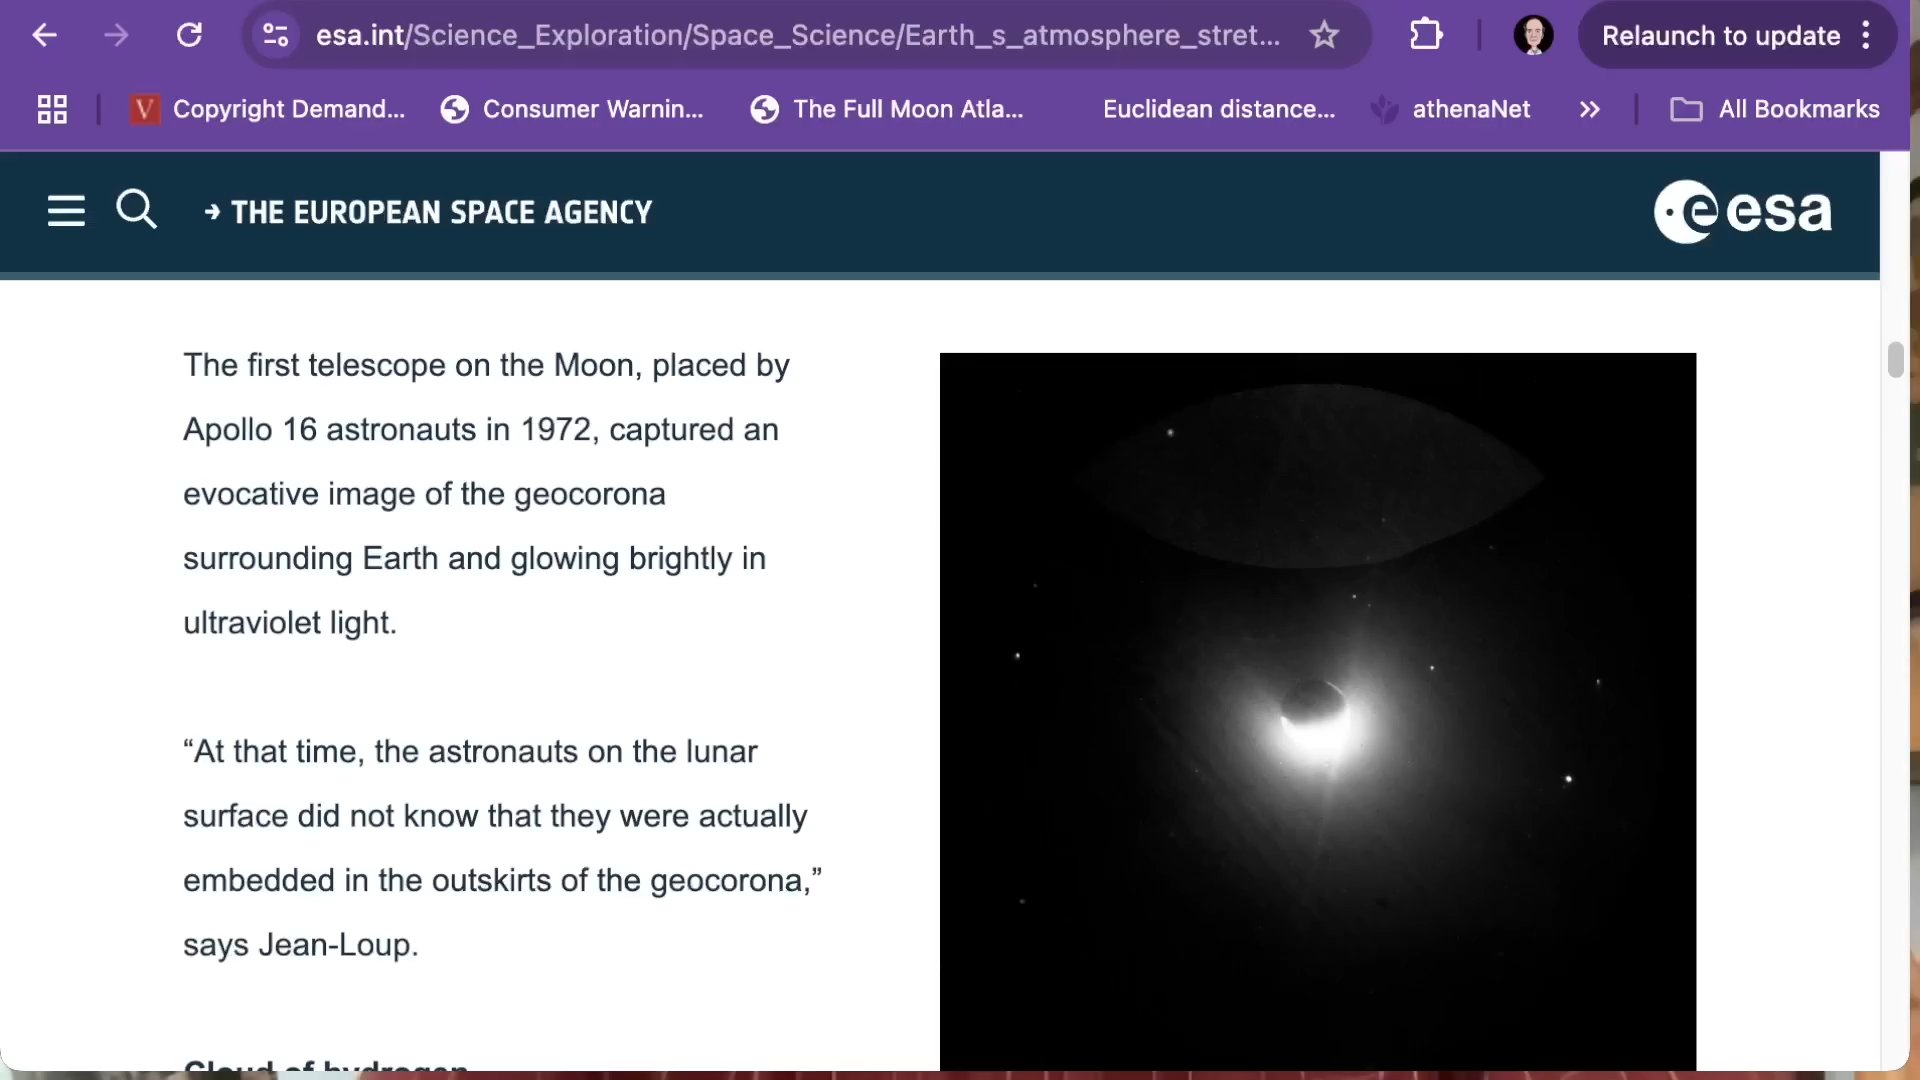 esa.int/Science_Exploration/Space_Science/Earth_s_atmosphere_stret...
Relaunch to update
V Copyright Demand...
Consumer Warnin...
The Full Moon Atla...
Euclidean distance...
athenaNet
All Bookmarks
→ THE EUROPEAN SPACE AGENCY
esa
The first telescope on the Moon, placed by
Apollo 16 astronauts in 1972, captured an
evocative image of the geocorona
surrounding Earth and glowing brightly in
ultraviolet light.
“At that time, the astronauts on the lunar
surface did not know that they were actually
embedded in the outskirts of the geocorona,”
says Jean-Loup.
Cloud of hydrogen